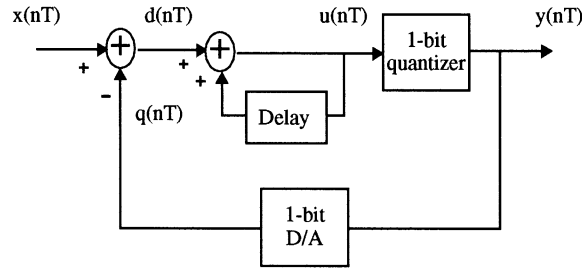 x(nT) d(nT) u(nT) y(nT)
1-bit
quantizer
+ + + +
+
− q(nT)
Delay
1-bit
D/A